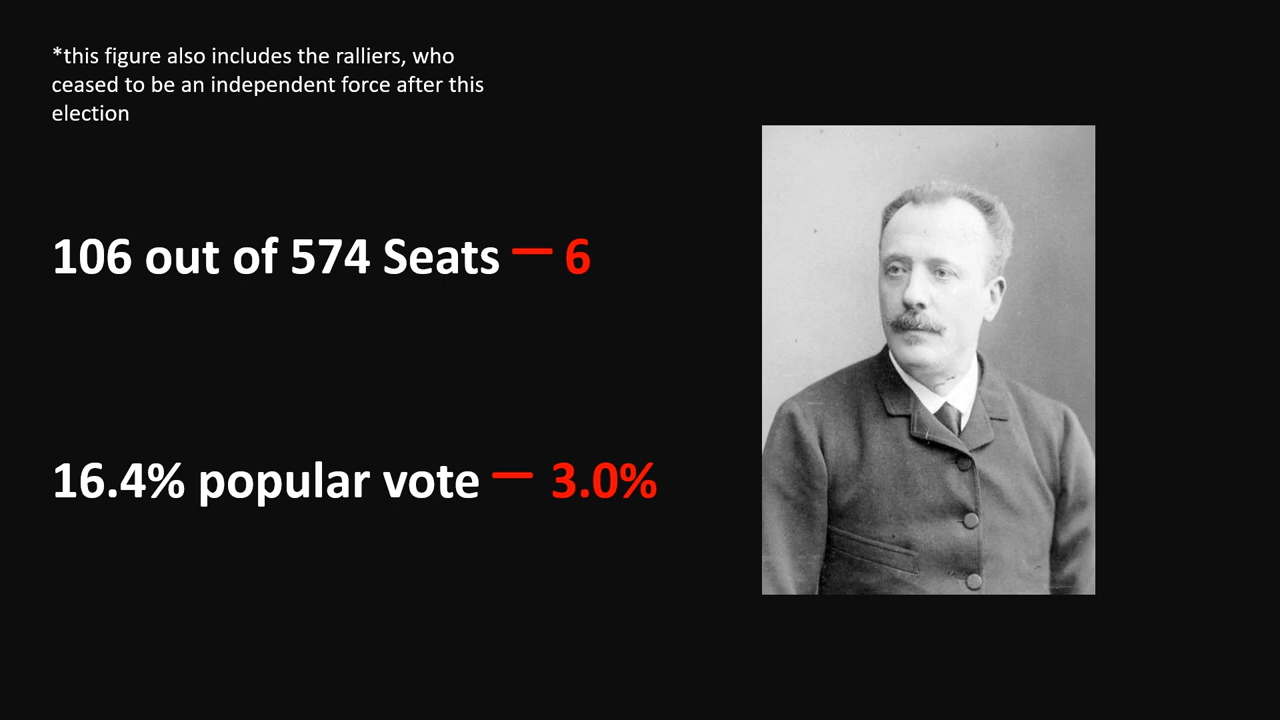 *this figure also includes the ralliers, who
ceased to be an independent force after this
election
106 out of 574 Seats — 6
16.4% popular vote — 3.0%